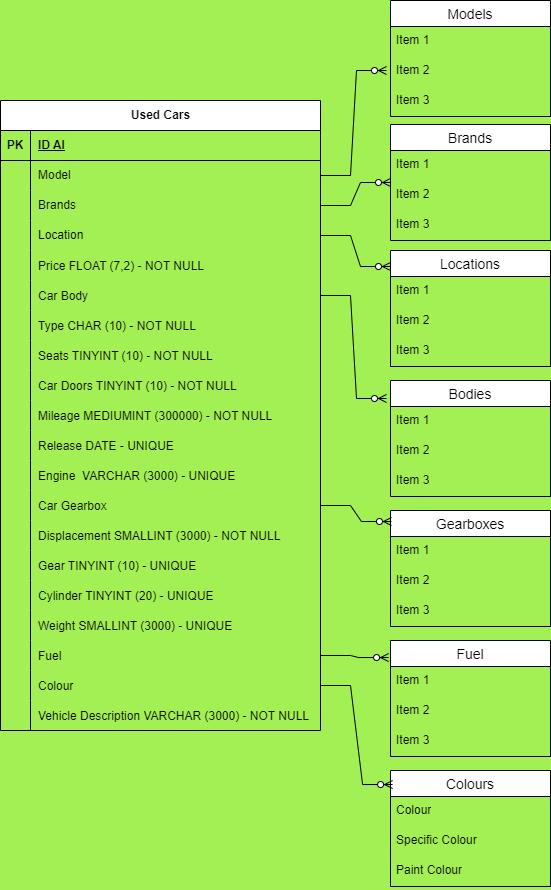 Models
Item 1
Item 2
Item 3
Used Cars
PK
ID AI
Model
Brands
Location
Price FLOAT (7,2) - NOT NULL
Car Body
Type CHAR (10) - NOT NULL
Seats TINYINT (10) - NOT NULL
Car Doors TINYINT (10) - NOT NULL
Mileage MEDIUMINT (300000) - NOT NULL
Release DATE - UNIQUE
Engine  VARCHAR (3000) - UNIQUE
Car Gearbox
Displacement SMALLINT (3000) - NOT NULL
Gear TINYINT (10) - UNIQUE
Cylinder TINYINT (20) - UNIQUE
Weight SMALLINT (3000) - UNIQUE
Fuel
Colour
Vehicle Description VARCHAR (3000) - NOT NULL
Brands
Item 1
Item 2
Item 3
Locations
Item 1
Item 2
Item 3
Bodies
Item 1
Item 2
Item 3
Gearboxes
Item 1
Item 2
Item 3
Fuel
Item 1
Item 2
Item 3
Colours
Colour
Specific Colour
Paint Colour